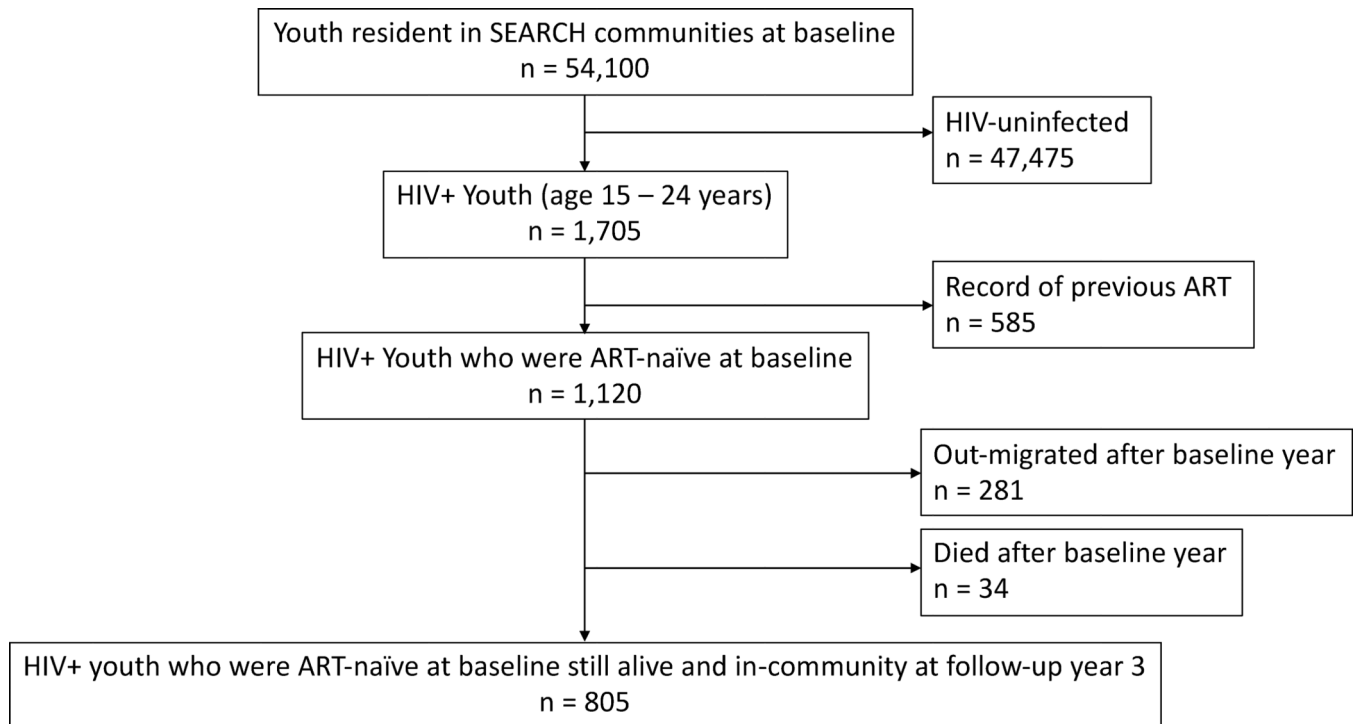 Youth resident in SEARCH communities at baseline
n = 54,100
HIV-uninfected
n = 47,475
HIV+ Youth (age 15 – 24 years)
n = 1,705
Record of previous ART
n = 585
HIV+ Youth who were ART-naïve at baseline
n = 1,120
Out-migrated after baseline year
n = 281
Died after baseline year
n = 34
HIV+ youth who were ART-naïve at baseline still alive and in-community at follow-up year 3
n = 805